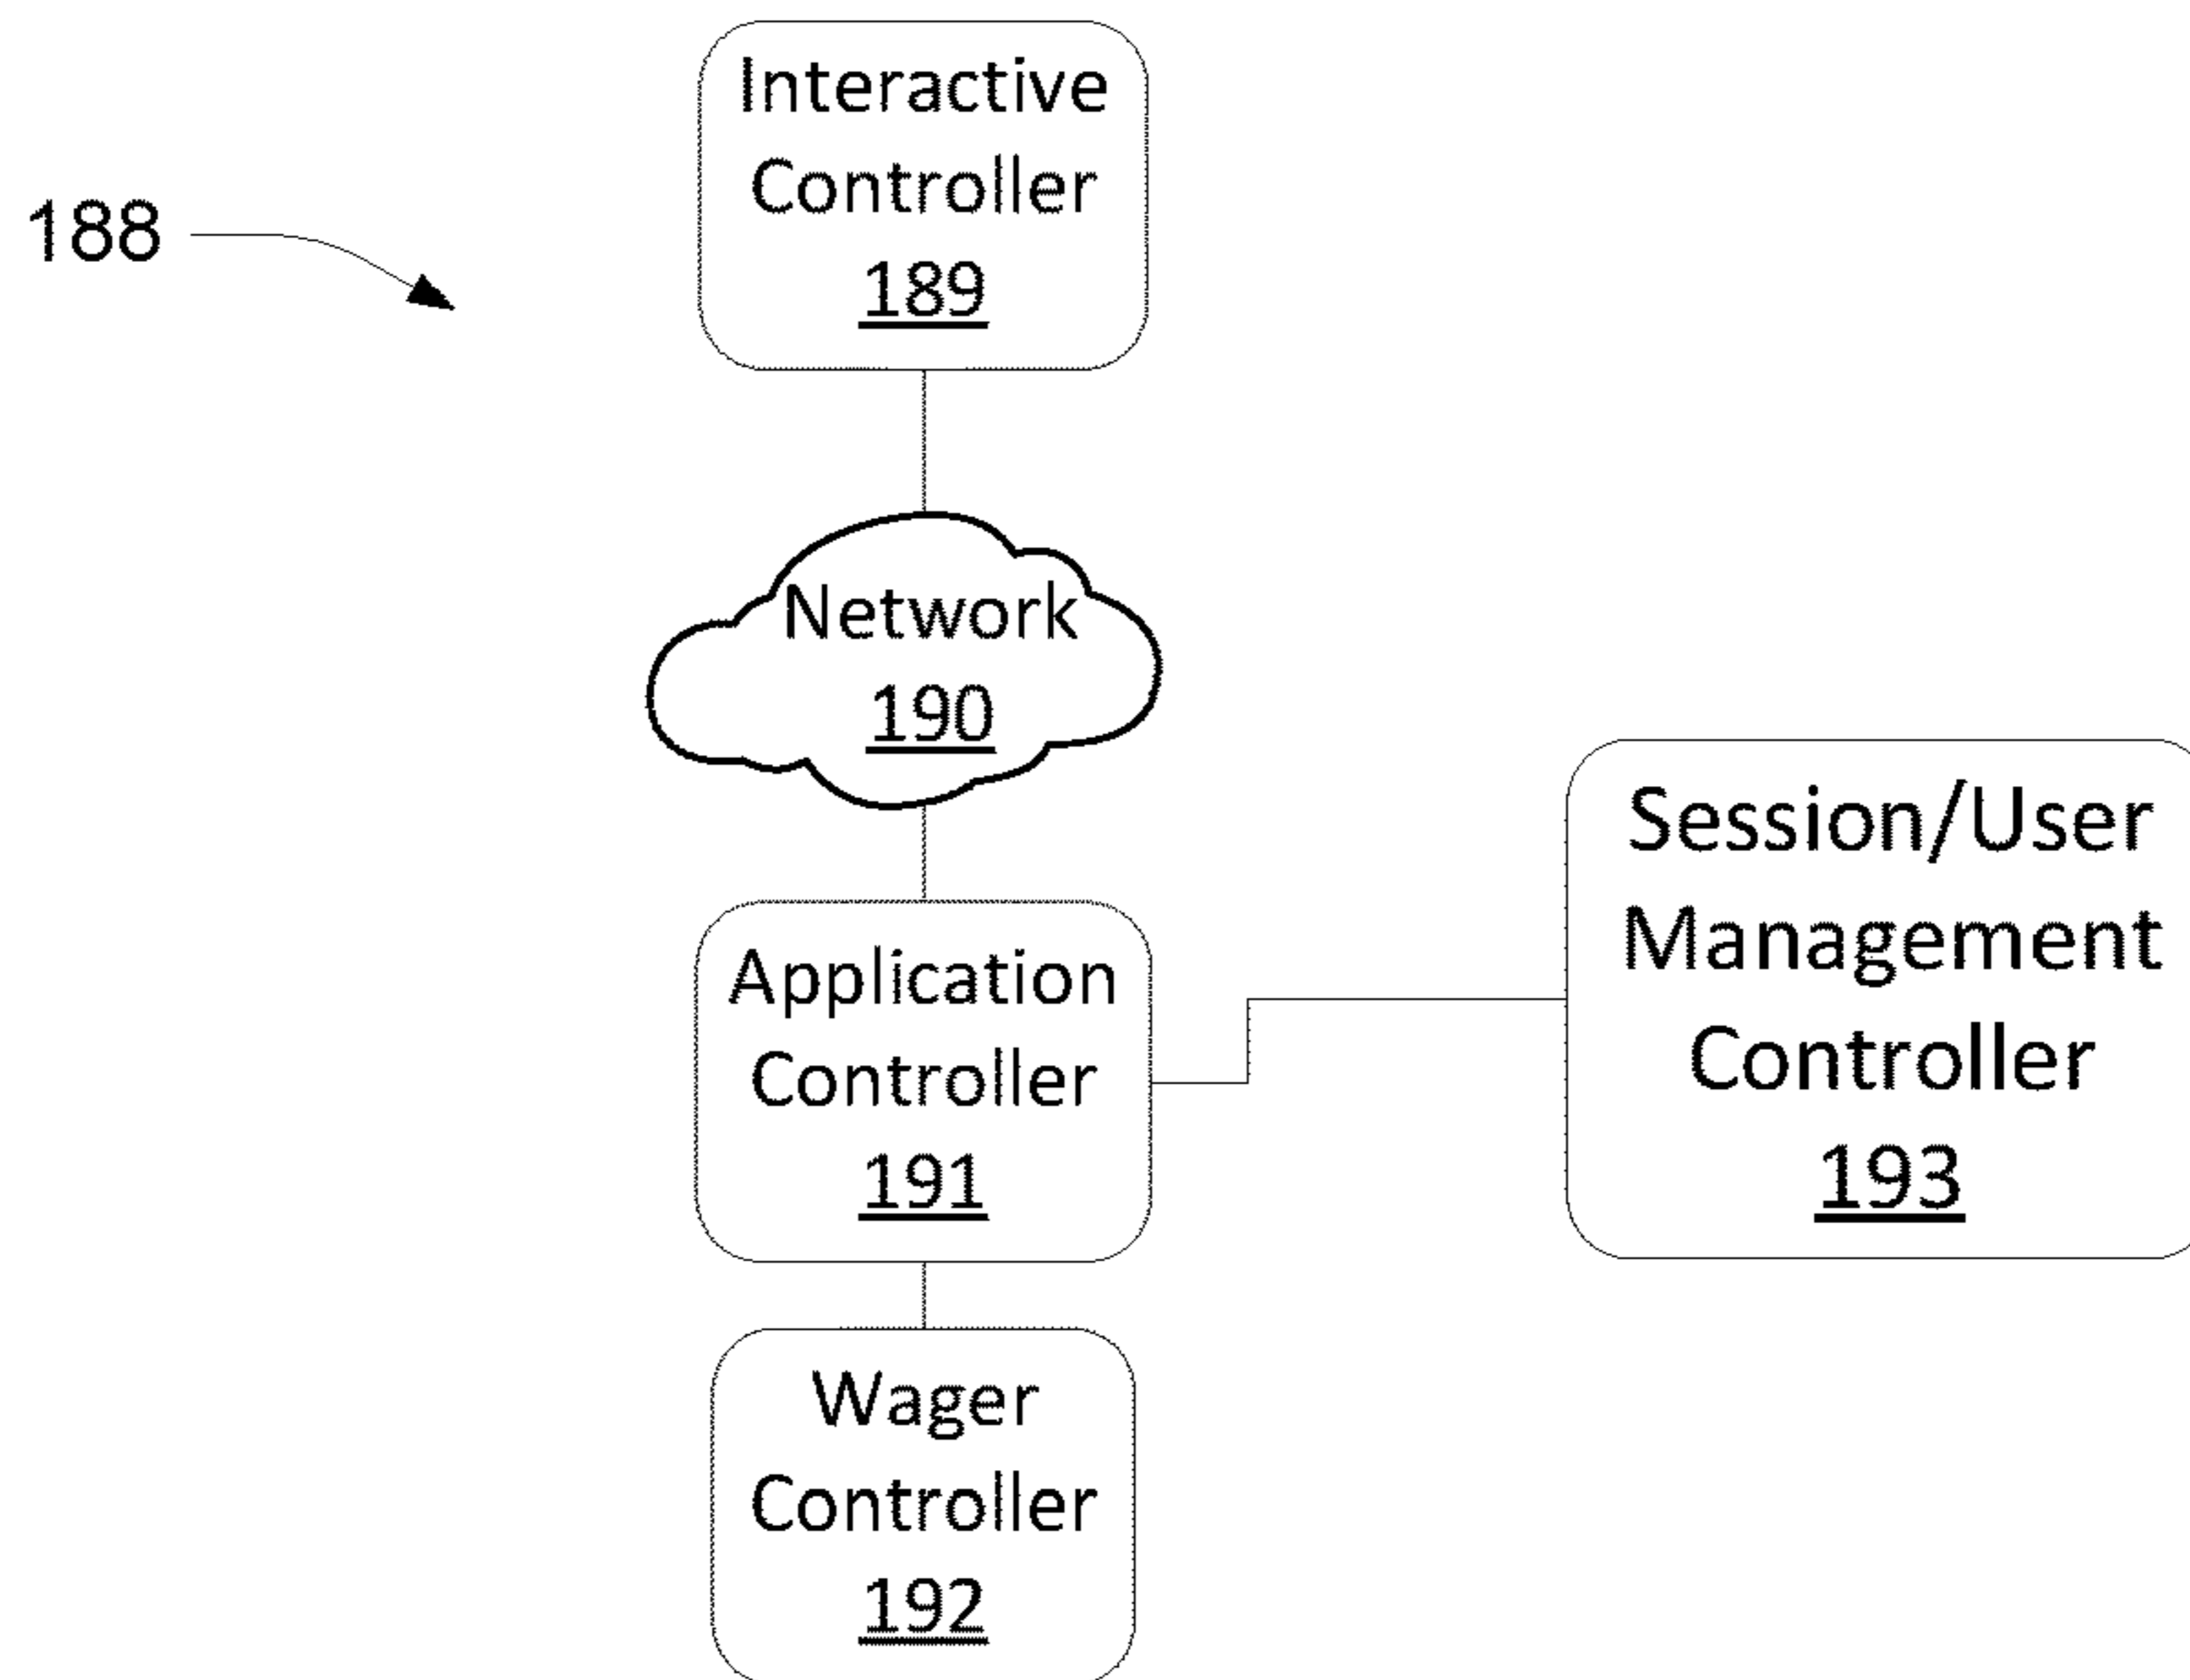 Interactive
Controller
189
188
Network
190
Application
Controller
191
Session/User
Management
Controller
193
Wager
Controller
192